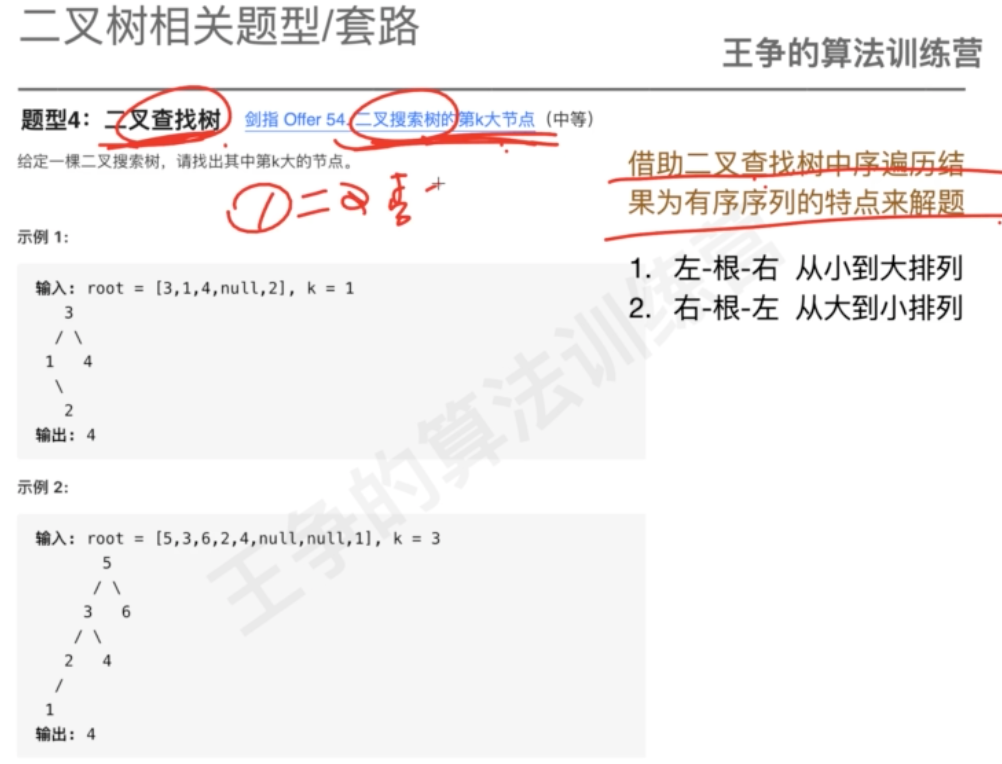 二叉树相关题型/套路
王争的算法训练营
题型4：二叉查找树 剑指 Offer 54. 二叉搜索树的第k大节点（中等）
给定一棵二叉搜索树，请找出其中第k大的节点。
借助二叉查找树中序遍历结
果为有序序列的特点来解题
1. 左-根-右 从小到大排列
2. 右-根-左 从大到小排列
①二叉
示例 1:
输入: root = [3,1,4,null,2], k = 1
3
/ \
1 4
\
2
输出: 4
示例 2:
输入: root = [5,3,6,2,4,null,null,1], k = 3
5
/ \
3 6
/ \
2 4
/
1
输出: 4
王争的算法训练营